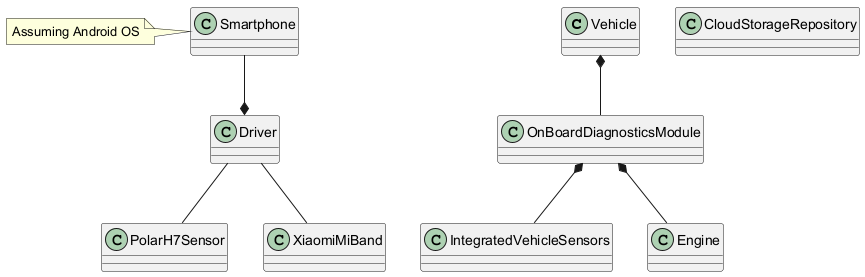 Assuming Android OS
C Smartphone
C Vehicle
C CloudStorageRepository
C Driver
C OnBoardDiagnosticsModule
C PolarH7Sensor
C XiaomiMiBand
C IntegratedVehicleSensors
C Engine